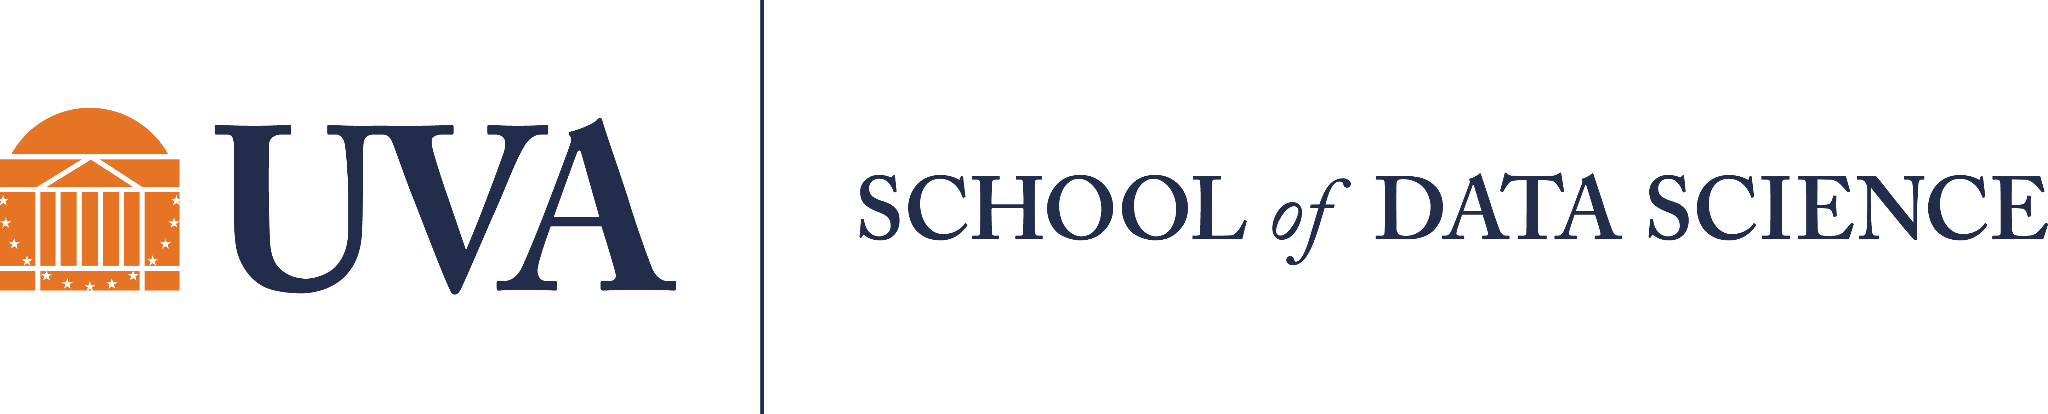 UVA
SCHOOL of DATA SCIENCE